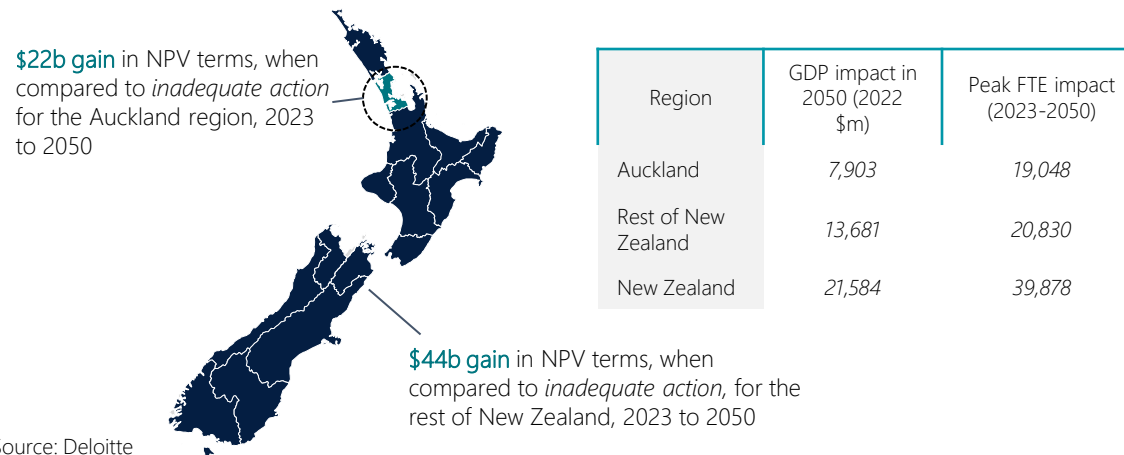 $22b gain in NPV terms, when
compared to inadequate action
for the Auckland region, 2023
to 2050
Region
GDP impact in
2050 (2022
$m)
Peak FTE impact
(2023-2050)
Auckland
7,903
19,048
Rest of New
Zealand
13,681
20,830
New Zealand
21,584
39,878
$44b gain in NPV terms, when
compared to inadequate action, for the
rest of New Zealand, 2023 to 2050
Source: Deloitte